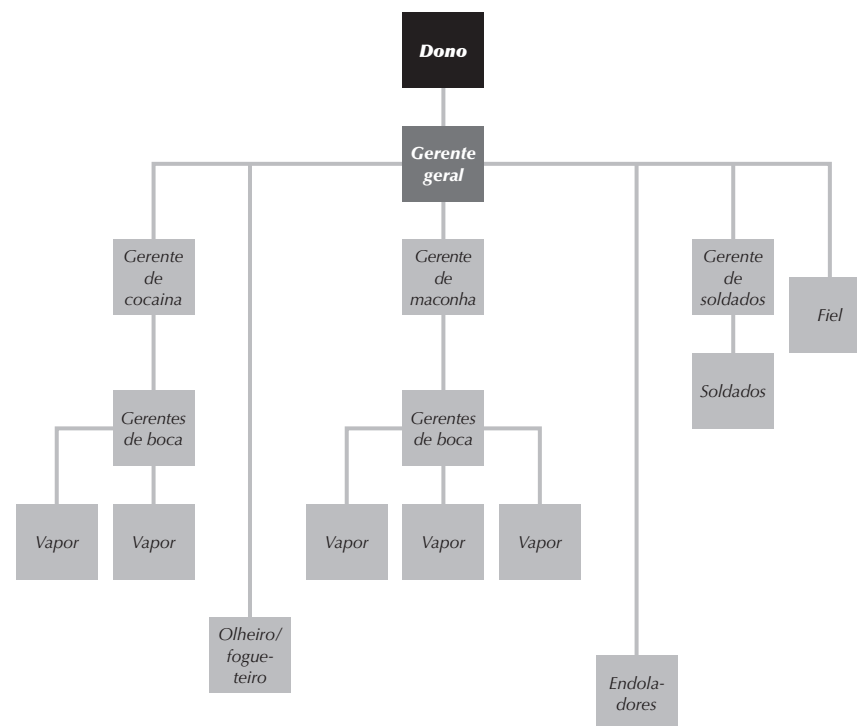 Dono
Gerente
geral
Gerente
de
cocaina
Gerente
de
maconha
Gerente
de
soldados
Fiel
Soldados
Gerentes
de boca
Gerentes
de boca
Vapor
Vapor
Vapor
Vapor
Vapor
Olheiro/
fogue-
teiro
Endola-
dores